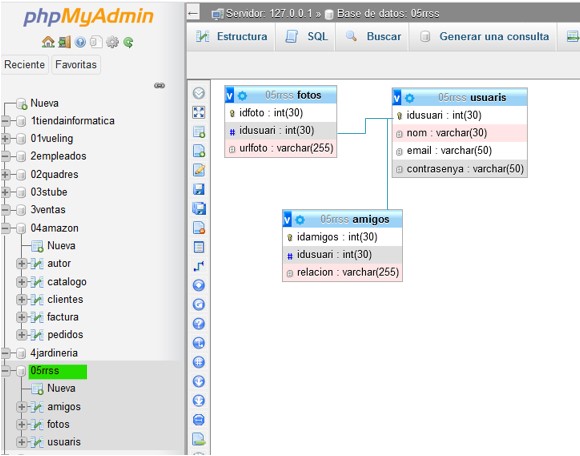 phpMyAdmin
Reciente Favoritas
Nueva
1tiendainformatica
01vueling
2empleados
02quadres
03stube
3ventas
04amazon
Nueva
autor
catalogo
clientes
factura
pedidos
4jardineria
05rrss
Nueva
amigos
fotos
usuaris
Servidor: 127.0.0.1 » Base de datos: 05rrss
Estructura SQL Buscar Generar una consulta
v 05rrss fotos
idfoto : int(30)
# idusuari : int(30)
urlfoto : varchar(255)
v 05rrss usuaris
idusuari : int(30)
nom : varchar(30)
email : varchar(50)
contrasenya : varchar(50)
v 05rrss amigos
idamigos : int(30)
# idusuari : int(30)
relacion : varchar(255)